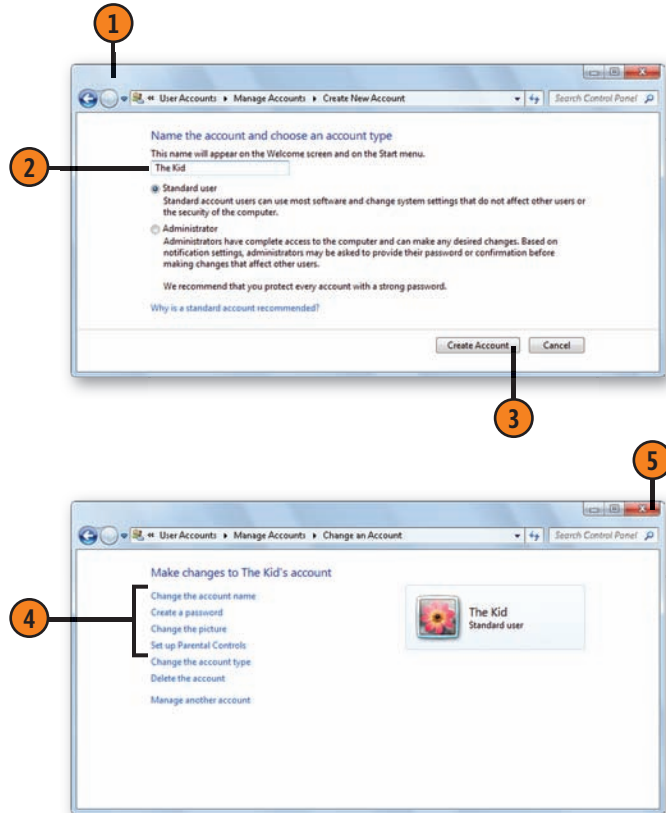 1
« User Accounts ▸ Manage Accounts ▸ Create New Account
Search Control Panel
Name the account and choose an account type
This name will appear on the Welcome screen and on the Start menu.
2
The Kid
Standard user
Standard account users can use most software and change system settings that do not affect other users or
the security of the computer.
Administrator
Administrators have complete access to the computer and can make any desired changes. Based on
notification settings, administrators may be asked to provide their password or confirmation before
making changes that affect other users.
We recommend that you protect every account with a strong password.
Why is a standard account recommended?
Create Account
Cancel
3
5
« User Accounts ▸ Manage Accounts ▸ Change an Account
Search Control Panel
Make changes to The Kid's account
4
Change the account name
Create a password
Change the picture
Set up Parental Controls
Change the account type
Delete the account
Manage another account
The Kid
Standard user